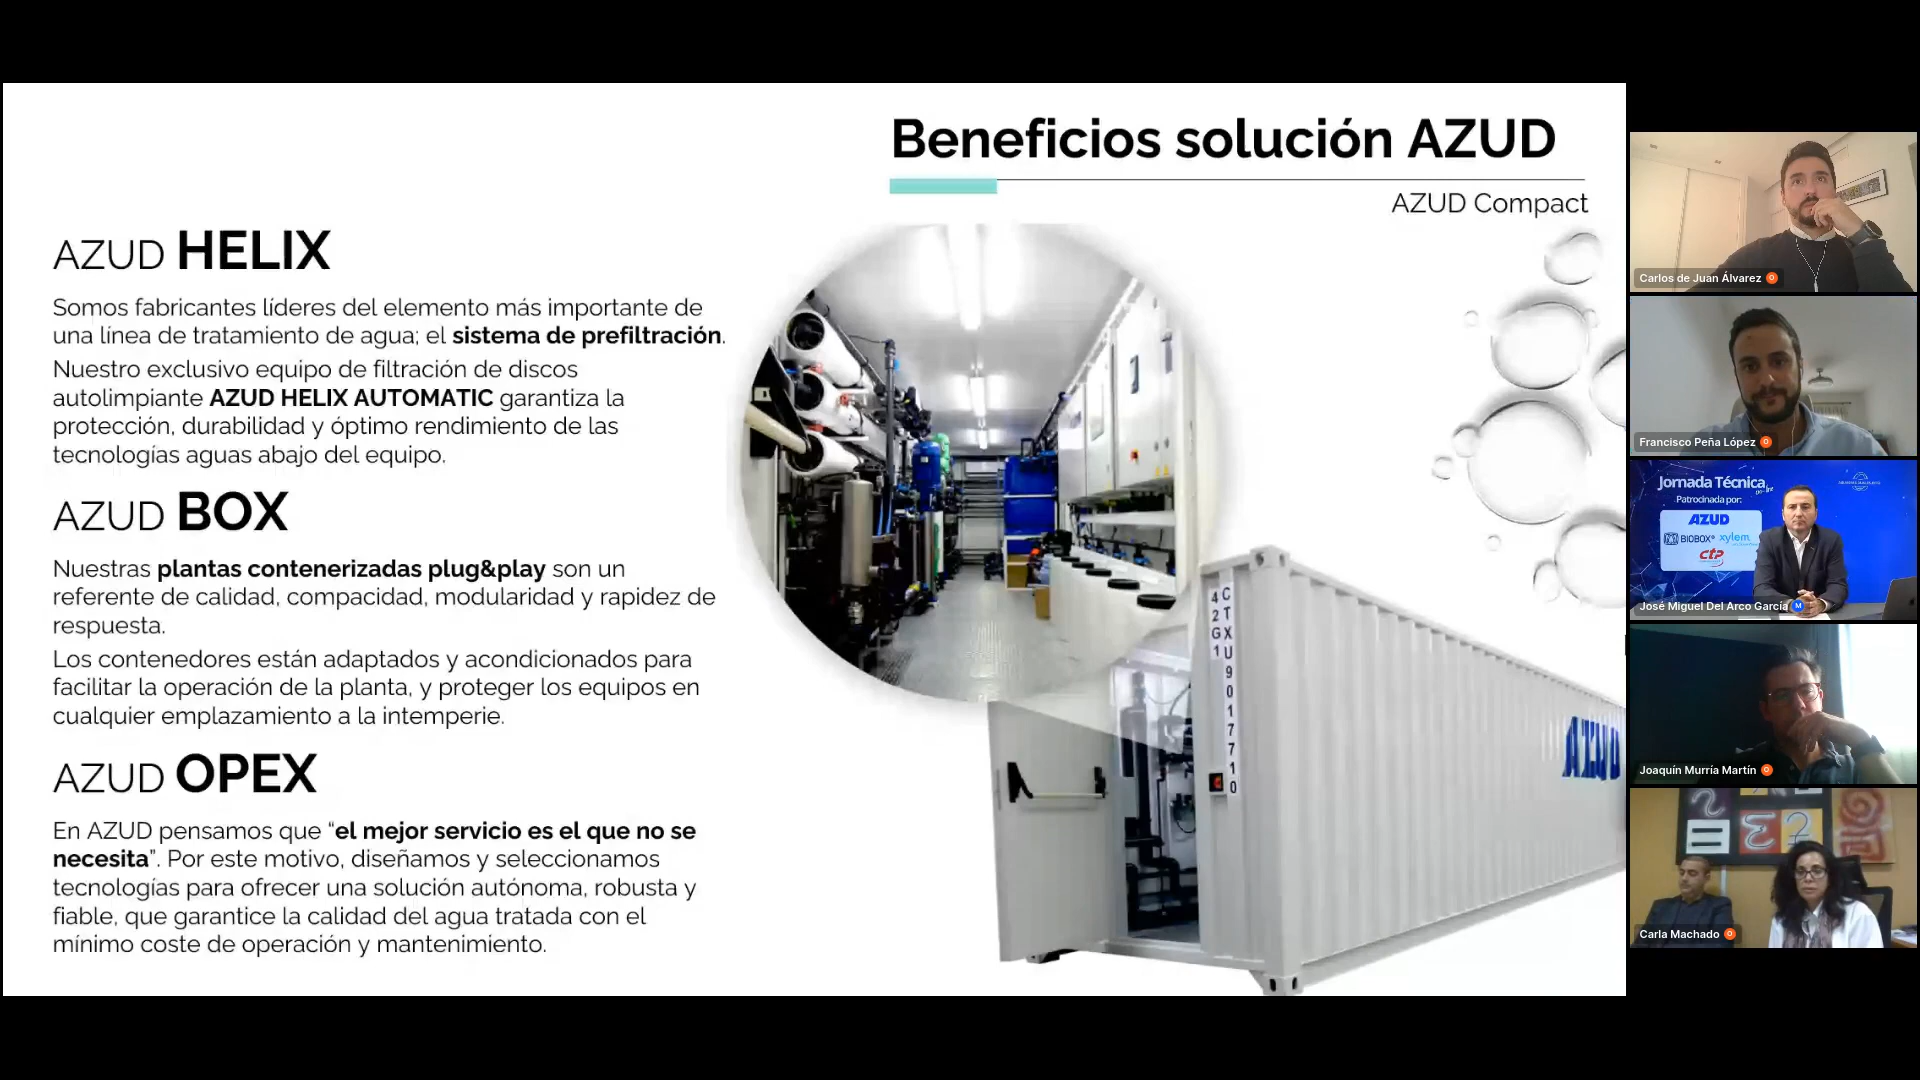 Beneficios solución AZUD
AZUD Compact
AZUD HELIX
Somos fabricantes líderes del elemento más importante de
una línea de tratamiento de agua; el sistema de prefiltración.
Nuestro exclusivo equipo de filtración de discos
autolimpiante AZUD HELIX AUTOMATIC garantiza la
protección, durabilidad y óptimo rendimiento de las
tecnologías aguas abajo del equipo.
AZUD BOX
Nuestras plantas contenerizadas plug&play son un
referente de calidad, compacidad, modularidad y rapidez de
respuesta.
Los contenedores están adaptados y acondicionados para
facilitar la operación de la planta, y proteger los equipos en
cualquier emplazamiento a la intemperie.
AZUD OPEX
En AZUD pensamos que “el mejor servicio es el que no se
necesita”. Por este motivo, diseñamos y seleccionamos
tecnologías para ofrecer una solución autónoma, robusta y
fiable, que garantice la calidad del agua tratada con el
mínimo coste de operación y mantenimiento.
CTXU9017710
42G1
AZUD
Carlos de Juan Álvarez
Francisco Peña López
Jornada Técnica
on-line
Patrocinada por:
AZUD
BIOBOX® xylem
ctp
José Miguel Del Arco García M
Joaquín Murría Martín
Carla Machado